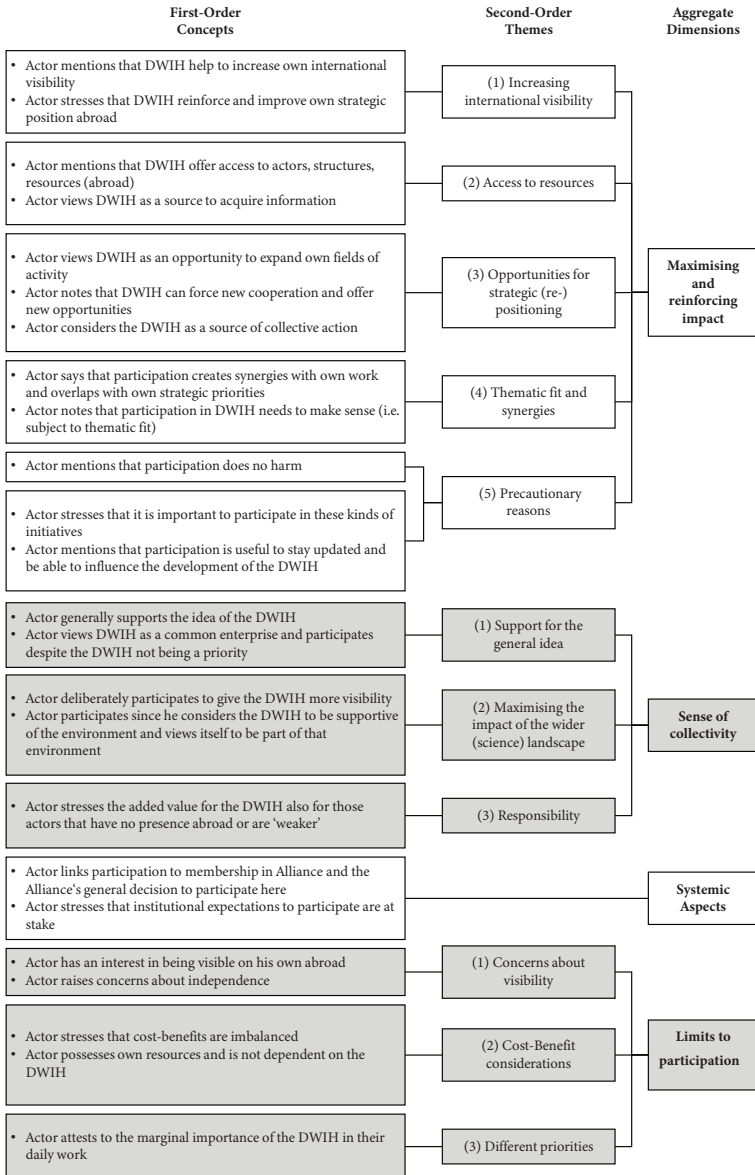 First-Order
Concepts
Second-Order
Themes
Aggregate
Dimensions
• Actor mentions that DWIH help to increase own international
visibility
• Actor stresses that DWIH reinforce and improve own strategic
position abroad
(1) Increasing
international visibility
• Actor mentions that DWIH offer access to actors, structures,
resources (abroad)
• Actor views DWIH as a source to acquire information
(2) Access to resources
• Actor views DWIH as an opportunity to expand own fields of
activity
• Actor notes that DWIH can force new cooperation and offer
new opportunities
• Actor considers the DWIH as a source of collective action
(3) Opportunities for
strategic (re-)
positioning
Maximising
and
reinforcing
impact
• Actor says that participation creates synergies with own work
and overlaps with own strategic priorities
• Actor notes that participation in DWIH needs to make sense (i.e.
subject to thematic fit)
(4) Thematic fit and
synergies
• Actor mentions that participation does no harm
• Actor stresses that it is important to participate in these kinds of
initiatives
• Actor mentions that participation is useful to stay updated and
be able to influence the development of the DWIH
(5) Precautionary
reasons
• Actor generally supports the idea of the DWIH
• Actor views DWIH as a common enterprise and participates
despite the DWIH not being a priority
(1) Support for the
general idea
• Actor deliberately participates to give the DWIH more visibility
• Actor participates since he considers the DWIH to be supportive
of the environment and views itself to be part of that
environment
(2) Maximising the
impact of the wider
(science) landscape
Sense of
collectivity
• Actor stresses the added value for the DWIH also for those
actors that have no presence abroad or are ‘weaker’
(3) Responsibility
• Actor links participation to membership in Alliance and the
Alliance‘s general decision to participate here
• Actor stresses that institutional expectations to participate are at
stake
Systemic
Aspects
• Actor has an interest in being visible on his own abroad
• Actor raises concerns about independence
(1) Concerns about
visibility
• Actor stresses that cost-benefits are imbalanced
• Actor possesses own resources and is not dependent on the
DWIH
(2) Cost-Benefit
considerations
Limits to
participation
• Actor attests to the marginal importance of the DWIH in their
daily work
(3) Different priorities